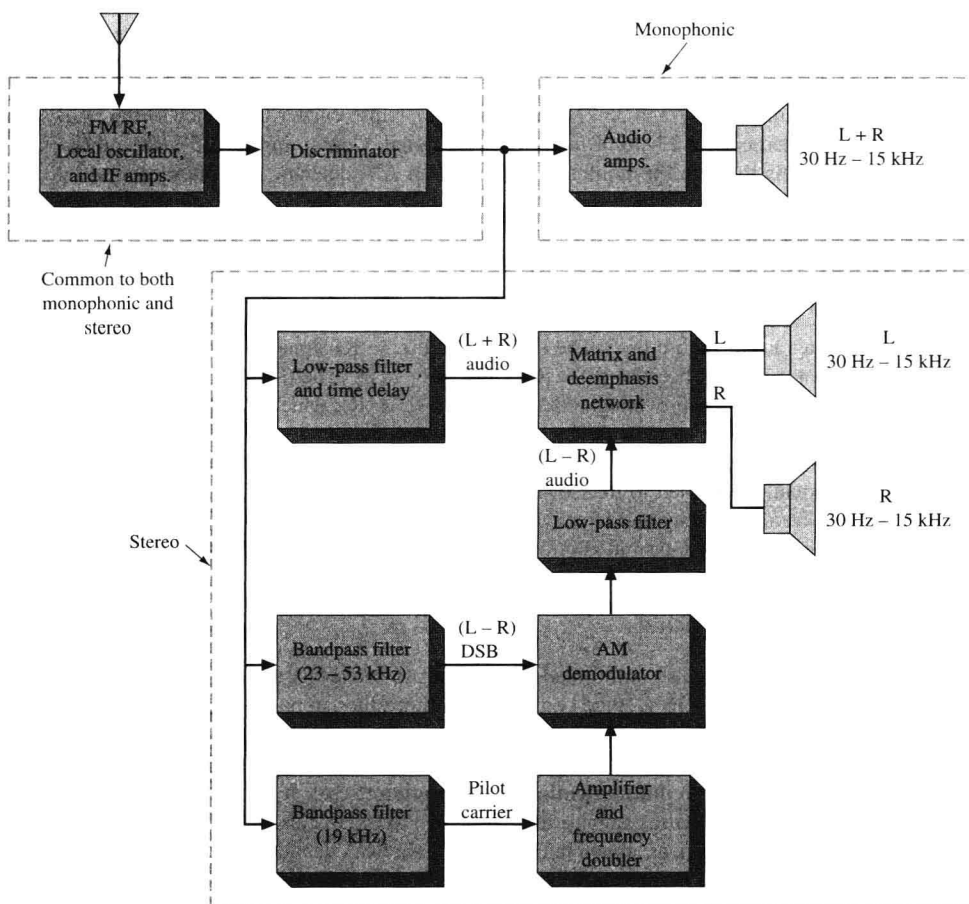 Monophonic
FM RF,
Local oscillator,
and IF amps.
Discriminator
Audio
amps.
L + R
30 Hz – 15 kHz
Common to both
monophonic and
stereo
Low-pass filter
and time delay
(L + R)
audio
Matrix and
deemphasis
network
L
R
L
30 Hz – 15 kHz
(L – R)
audio
Low-pass filter
R
30 Hz – 15 kHz
Stereo
Bandpass filter
(23 – 53 kHz)
(L – R)
DSB
AM
demodulator
Bandpass filter
(19 kHz)
Pilot
carrier
Amplifier
and
frequency
doubler